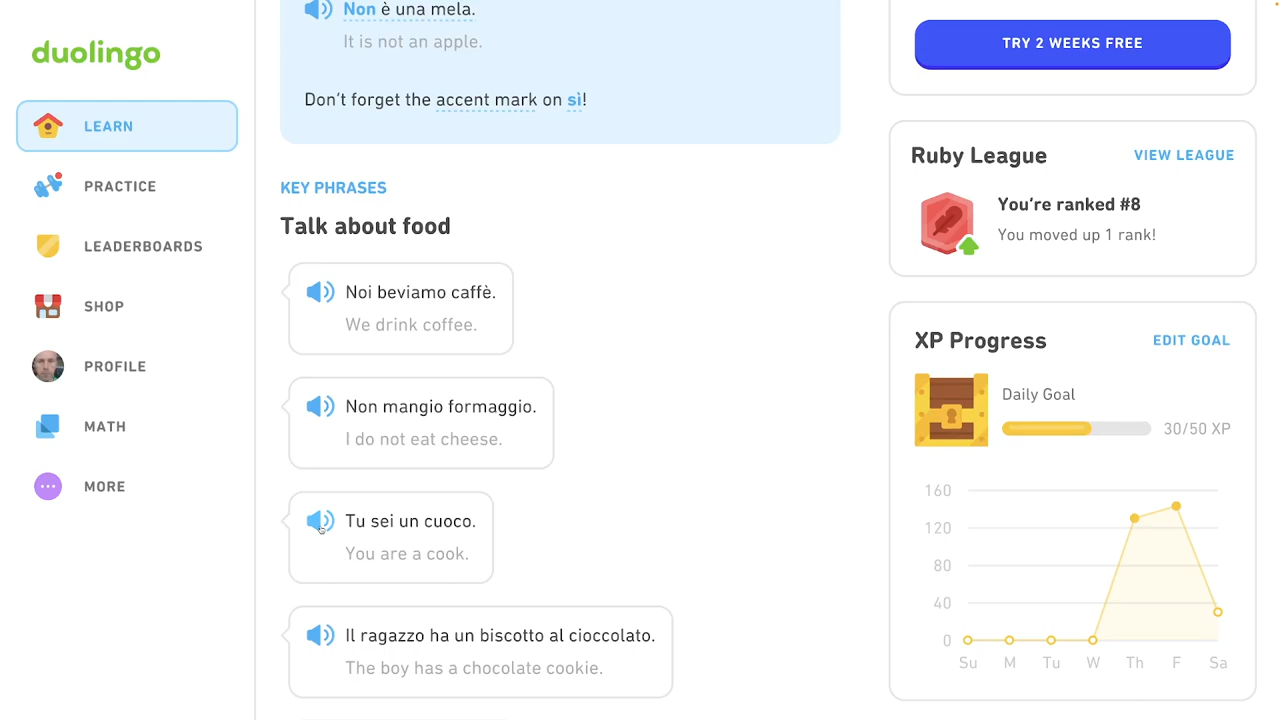 duolingo
LEARN
PRACTICE
LEADERBOARDS
SHOP
PROFILE
MATH
MORE
Non è una mela.
It is not an apple.
Don't forget the accent mark on sì!
KEY PHRASES
Talk about food
Noi beviamo caffè.
We drink coffee.
Non mangio formaggio.
I do not eat cheese.
Tu sei un cuoco.
You are a cook.
Il ragazzo ha un biscotto al cioccolato.
The boy has a chocolate cookie.
TRY 2 WEEKS FREE
Ruby League
VIEW LEAGUE
You're ranked #8
You moved up 1 rank!
XP Progress
EDIT GOAL
Daily Goal
30/50 XP
160
120
80
40
0
Su M Tu W Th F Sa